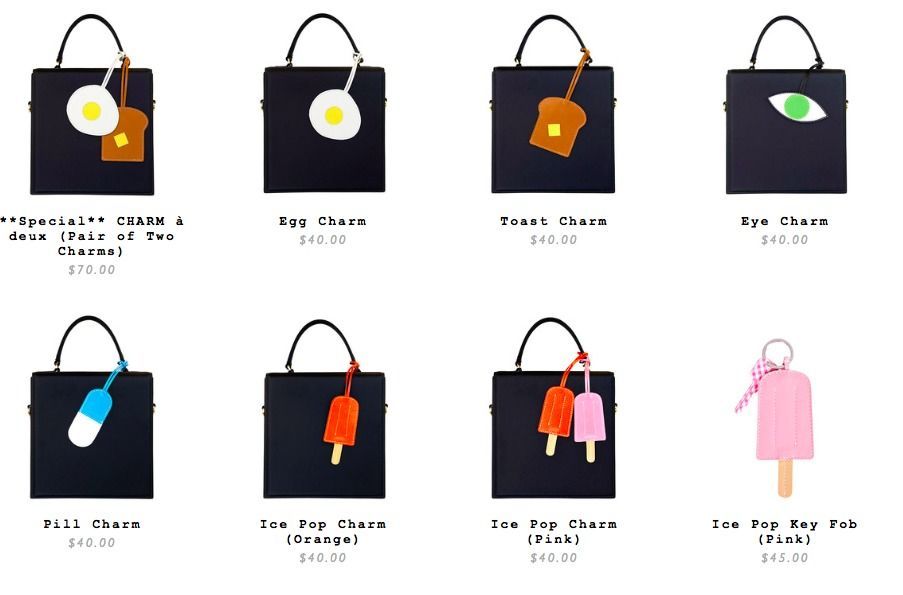 **Special** CHARM à
deux (Pair of Two
Charms)
$70.00
Egg Charm
$40.00
Toast Charm
$40.00
Eye Charm
$40.00
Pill Charm
$40.00
Ice Pop Charm
(Orange)
$40.00
Ice Pop Charm
(Pink)
$40.00
Ice Pop Key Fob
(Pink)
$45.00